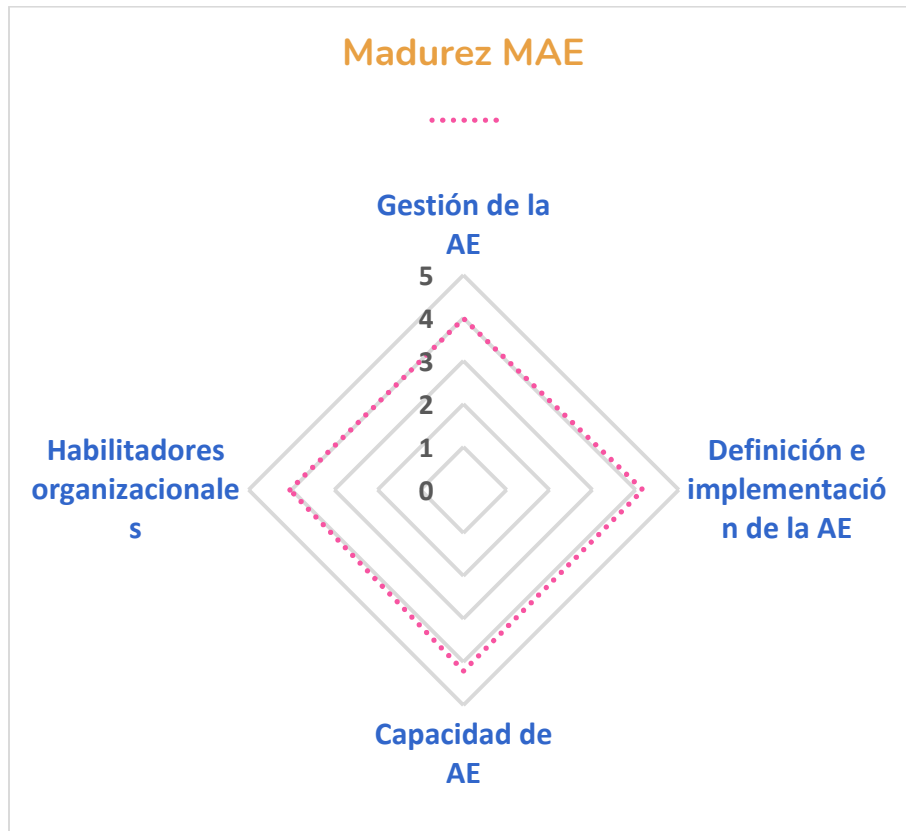 Madurez MAE
Gestión de la
AE
5
4
3
2
1
0
Habilitadores
organizacionale
s
Definición e
implementació
n de la AE
Capacidad de
AE